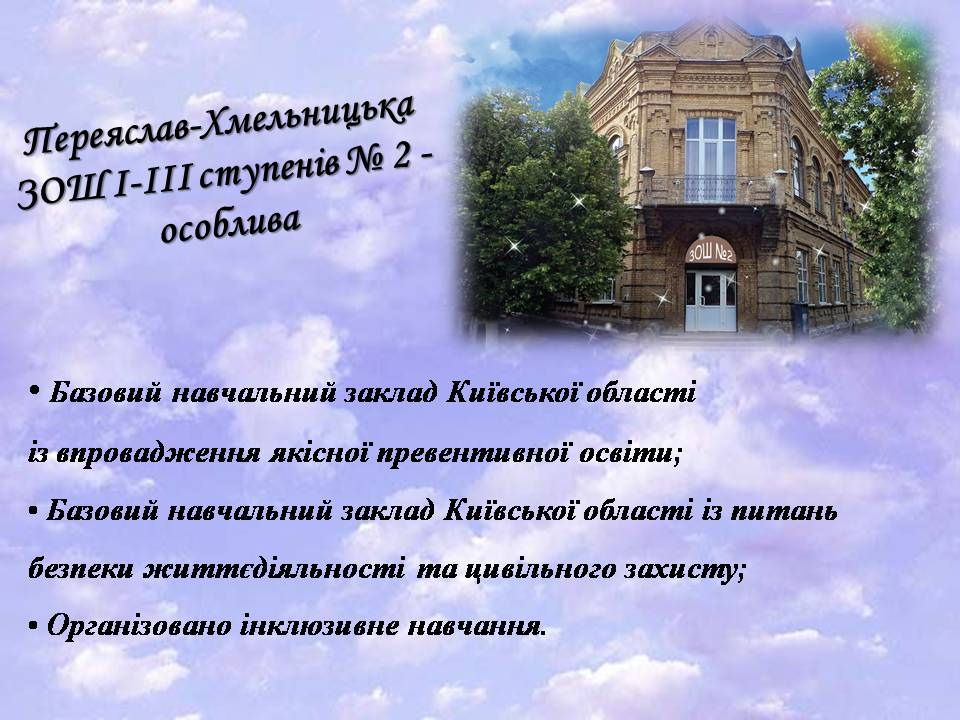 Переяслав-Хмельницька
ЗОШ І-ІІІ ступенів № 2 -
особлива
ЗОШ №2
• Базовий навчальний заклад Київської області
із впровадження якісної превентивної освіти;
• Базовий навчальний заклад Київської області із питань
безпеки життєдіяльності та цивільного захисту;
• Організовано інклюзивне навчання.